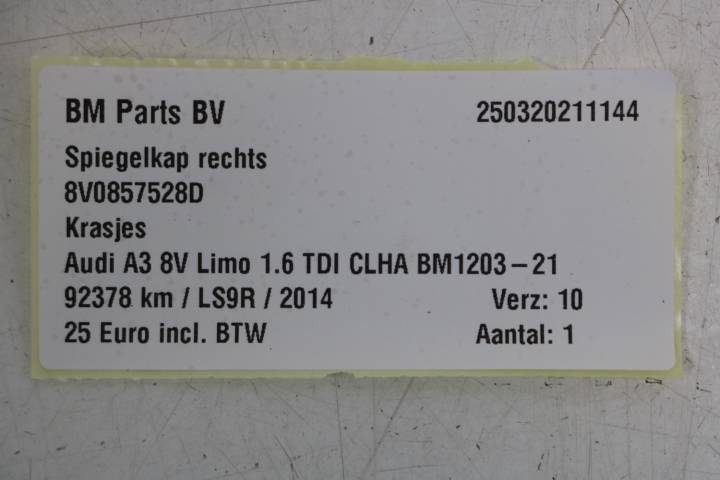 BM Parts BV 250320211144
Spiegelkap rechts
8V0857528D
Krasjes
Audi A3 8V Limo 1.6 TDI CLHA BM1203-21
92378 km / LS9R / 2014 Verz: 10
25 Euro incl. BTW Aantal: 1